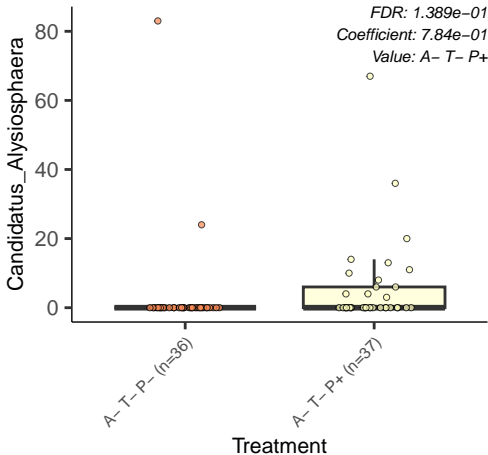 FDR: 1.389e−01
Coefficient: 7.84e−01
Value: A− T− P+
Candidatus_Alysiosphaera
80
60
40
20
0
A− T− P− (n=36)
A− T− P+ (n=37)
Treatment